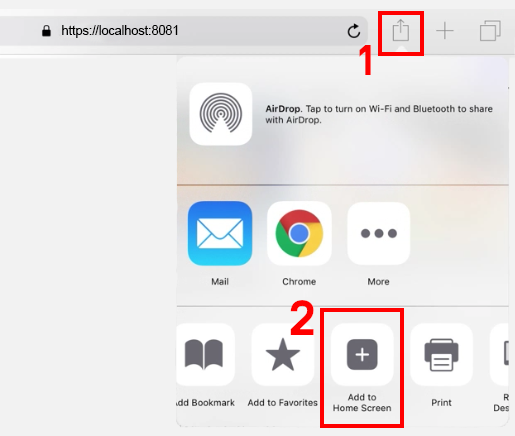 https://localhost:8081
1
AirDrop. Tap to turn on Wi-Fi and Bluetooth to share
with AirDrop.
Mail
Chrome
More
2
dd Bookmark
Add to Favorites
Add to
Home Screen
Print
R
Des